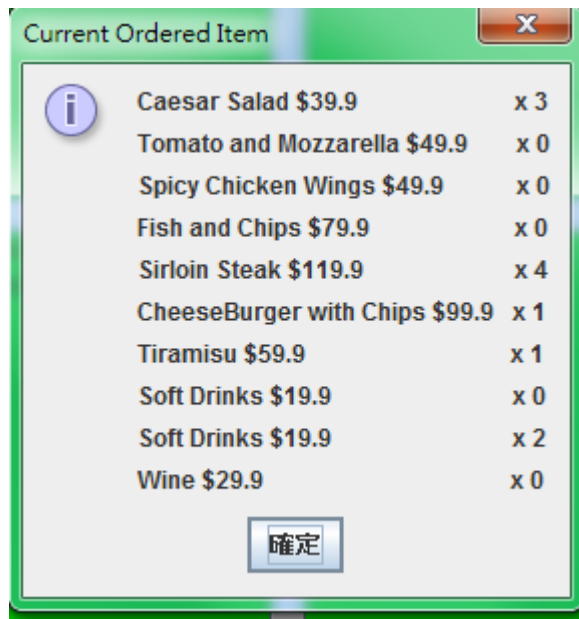 Current Ordered Item
Caesar Salad $39.9 x 3
Tomato and Mozzarella $49.9 x 0
Spicy Chicken Wings $49.9 x 0
Fish and Chips $79.9 x 0
Sirloin Steak $119.9 x 4
CheeseBurger with Chips $99.9 x 1
Tiramisu $59.9 x 1
Soft Drinks $19.9 x 0
Soft Drinks $19.9 x 2
Wine $29.9 x 0
確定